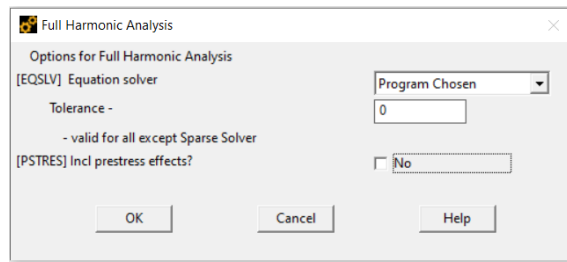 Full Harmonic Analysis
Options for Full Harmonic Analysis
[EQSLV] Equation solver
Program Chosen
Tolerance -
0
- valid for all except Sparse Solver
[PSTRES] Incl prestress effects?
No
OK
Cancel
Help